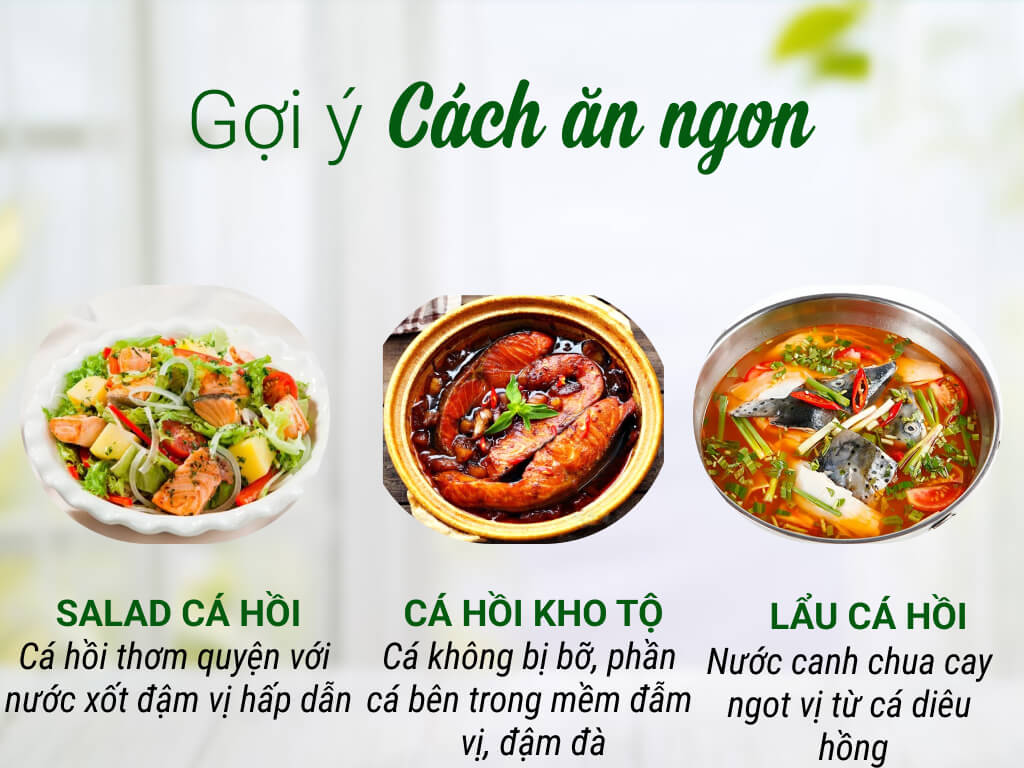 Gợi ý Cách ăn ngon
SALAD CÁ HỒI
Cá hồi thơm quyện với
nước xốt đậm vị hấp dẫn
CÁ HỒI KHO TỘ
Cá không bị bỡ, phần
cá bên trong mềm đẫm
vị, đậm đà
LẨU CÁ HỒI
Nước canh chua cay
ngot vị từ cá diêu
hồng